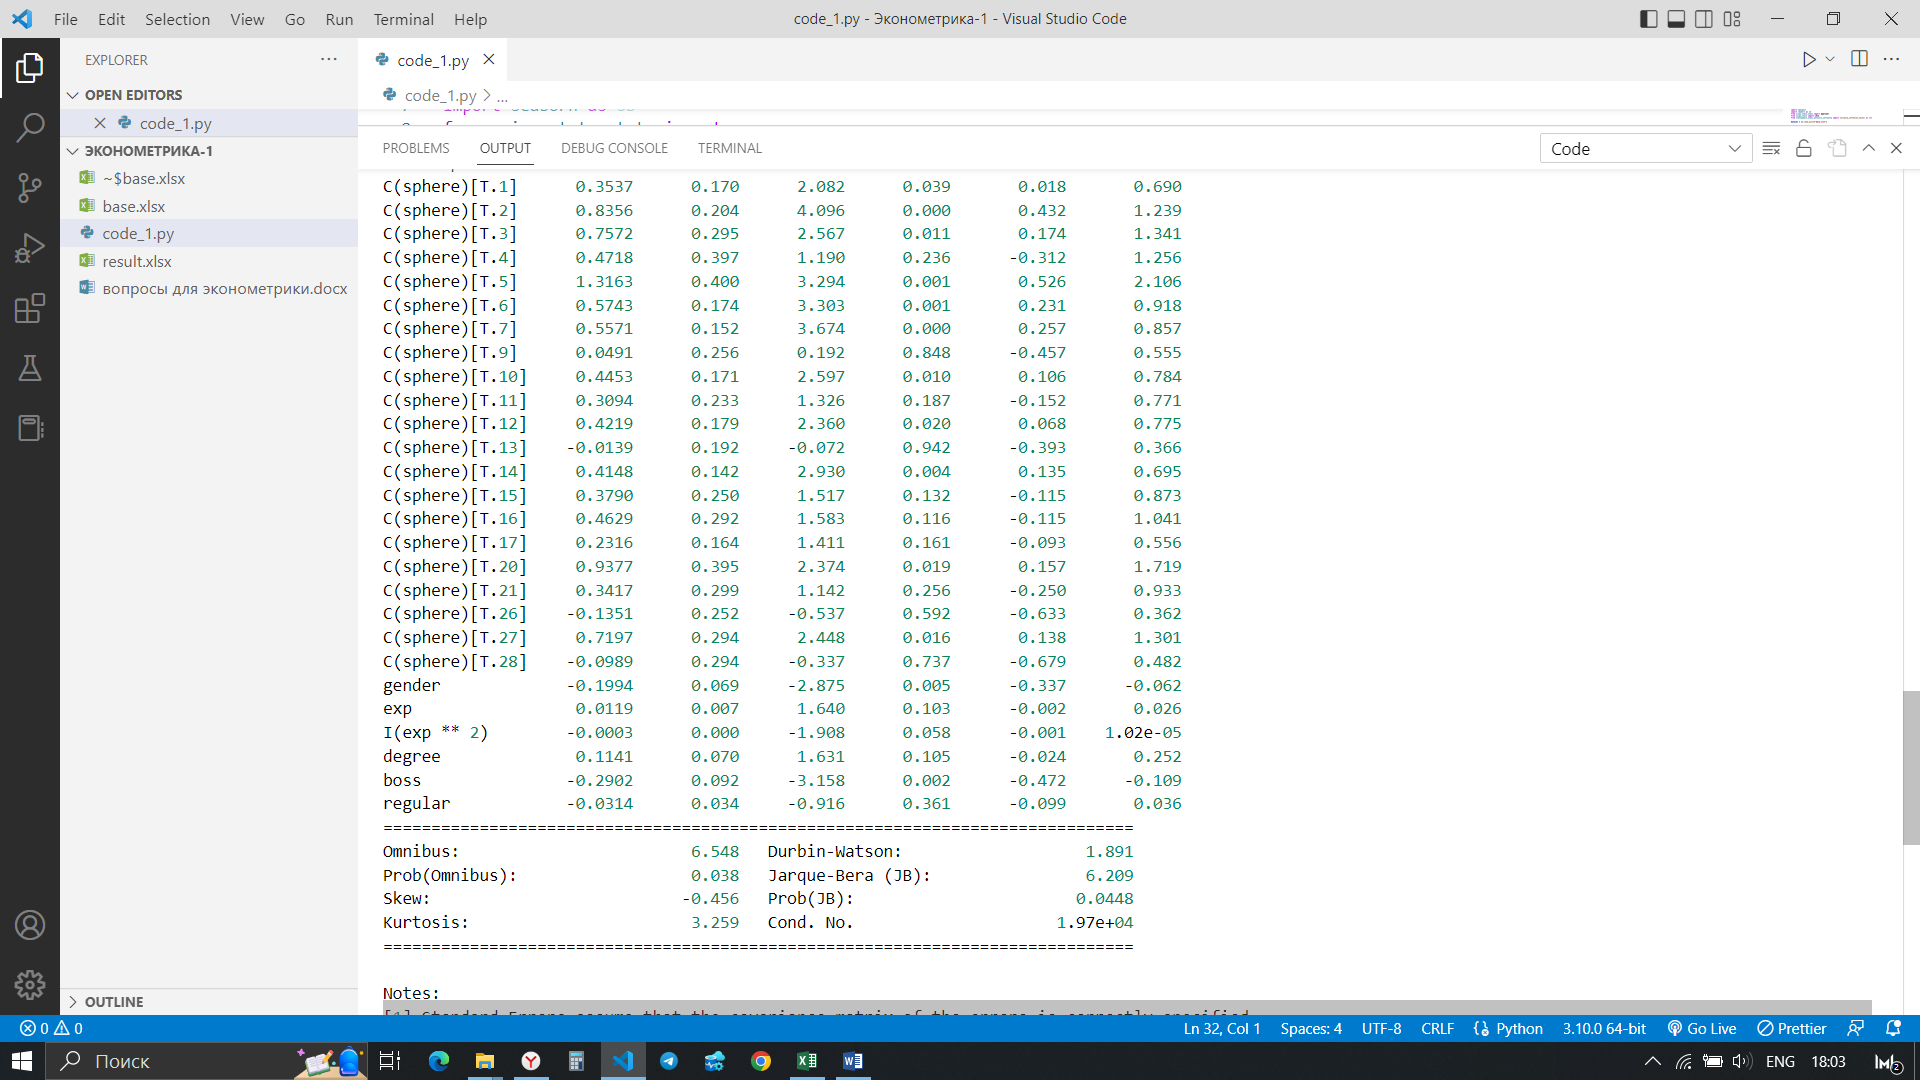 File Edit Selection View Go Run Terminal Help
code_1.py - Эконометрика-1 - Visual Studio Code
EXPLORER
OPEN EDITORS
code_1.py
ЭКОНОМЕТРИКА-1
~$base.xlsx
base.xlsx
code_1.py
result.xlsx
вопросы для эконометрики.docx
OUTLINE
code_1.py
code_1.py > ...
PROBLEMS OUTPUT DEBUG CONSOLE TERMINAL
Code
C(sphere)[T.1] 0.3537 0.170 2.082 0.039 0.018 0.690
C(sphere)[T.2] 0.8356 0.204 4.096 0.000 0.432 1.239
C(sphere)[T.3] 0.7572 0.295 2.567 0.011 0.174 1.341
C(sphere)[T.4] 0.4718 0.397 1.190 0.236 -0.312 1.256
C(sphere)[T.5] 1.3163 0.400 3.294 0.001 0.526 2.106
C(sphere)[T.6] 0.5743 0.174 3.303 0.001 0.231 0.918
C(sphere)[T.7] 0.5571 0.152 3.674 0.000 0.257 0.857
C(sphere)[T.9] 0.0491 0.256 0.192 0.848 -0.457 0.555
C(sphere)[T.10] 0.4453 0.171 2.597 0.010 0.106 0.784
C(sphere)[T.11] 0.3094 0.233 1.326 0.187 -0.152 0.771
C(sphere)[T.12] 0.4219 0.179 2.360 0.020 0.068 0.775
C(sphere)[T.13] -0.0139 0.192 -0.072 0.942 -0.393 0.366
C(sphere)[T.14] 0.4148 0.142 2.930 0.004 0.135 0.695
C(sphere)[T.15] 0.3790 0.250 1.517 0.132 -0.115 0.873
C(sphere)[T.16] 0.4629 0.292 1.583 0.116 -0.115 1.041
C(sphere)[T.17] 0.2316 0.164 1.411 0.161 -0.093 0.556
C(sphere)[T.20] 0.9377 0.395 2.374 0.019 0.157 1.719
C(sphere)[T.21] 0.3417 0.299 1.142 0.256 -0.250 0.933
C(sphere)[T.26] -0.1351 0.252 -0.537 0.592 -0.633 0.362
C(sphere)[T.27] 0.7197 0.294 2.448 0.016 0.138 1.301
C(sphere)[T.28] -0.0989 0.294 -0.337 0.737 -0.679 0.482
gender -0.1994 0.069 -2.875 0.005 -0.337 -0.062
exp 0.0119 0.007 1.640 0.103 -0.002 0.026
I(exp ** 2) -0.0003 0.000 -1.908 0.058 -0.001 1.02e-05
degree 0.1141 0.070 1.631 0.105 -0.024 0.252
boss -0.2902 0.092 -3.158 0.002 -0.472 -0.109
regular -0.0314 0.034 -0.916 0.361 -0.099 0.036
==============================================================================
Omnibus: 6.548 Durbin-Watson: 1.891
Prob(Omnibus): 0.038 Jarque-Bera (JB): 6.209
Skew: -0.456 Prob(JB): 0.0448
Kurtosis: 3.259 Cond. No. 1.97e+04
==============================================================================
Notes:
[1] Standard Errors assume that the covariance matrix of the errors is correctly specified.
0 0
Ln 32, Col 1 Spaces: 4 UTF-8 CRLF Python 3.10.0 64-bit Go Live Prettier
Поиск
ENG 18:03